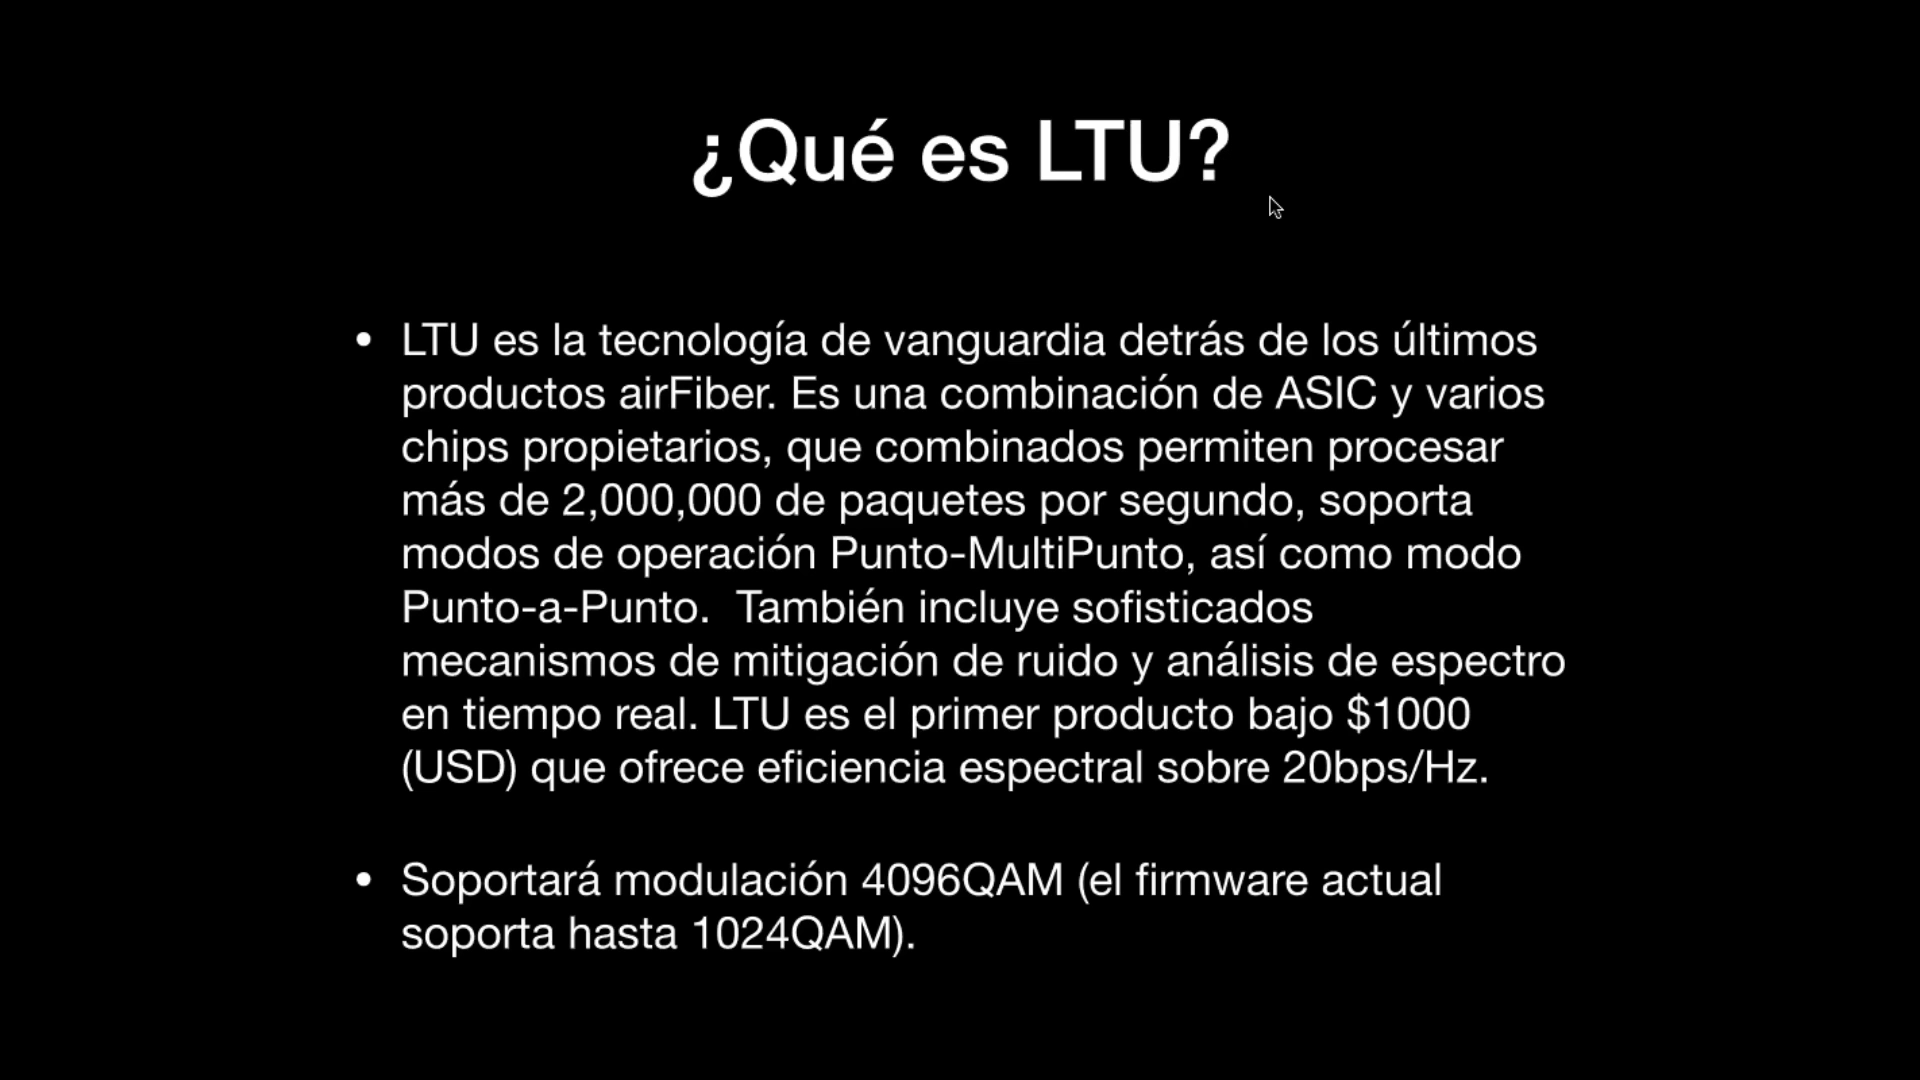 ¿Qué es LTU?
• LTU es la tecnología de vanguardia detrás de los últimos
productos airFiber. Es una combinación de ASIC y varios
chips propietarios, que combinados permiten procesar
más de 2,000,000 de paquetes por segundo, soporta
modos de operación Punto-MultiPunto, así como modo
Punto-a-Punto.  También incluye sofisticados
mecanismos de mitigación de ruido y análisis de espectro
en tiempo real. LTU es el primer producto bajo $1000
(USD) que ofrece eficiencia espectral sobre 20bps/Hz.
• Soportará modulación 4096QAM (el firmware actual
soporta hasta 1024QAM).